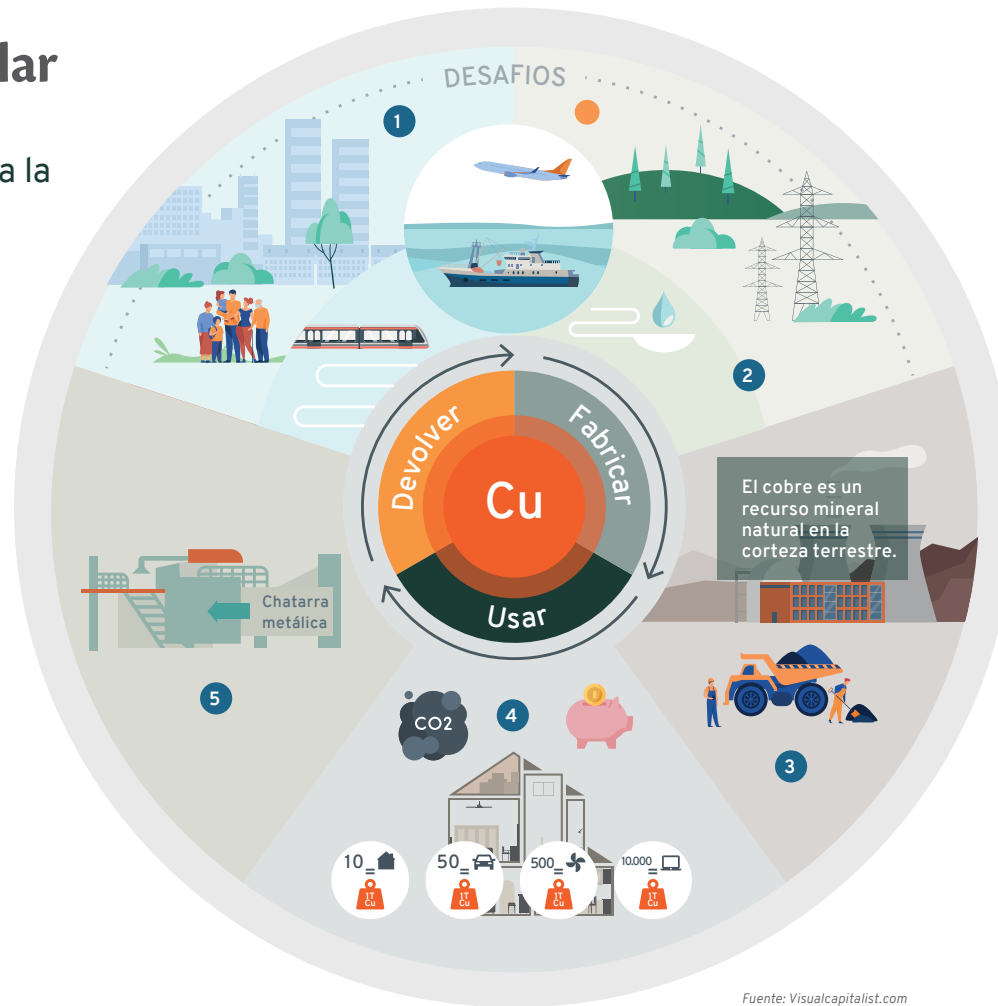 lar
a la
DESAFIOS
1
2
Devolver
Fabricar
Cu
Usar
El cobre es un
recurso mineral
natural en la
corteza terrestre.
Chatarra
metálica
5
CO2
4
3
10=
1T
Cu
50=
1T
Cu
500=
1T
Cu
10.000=
1T
Cu
Fuente: Visualcapitalist.com